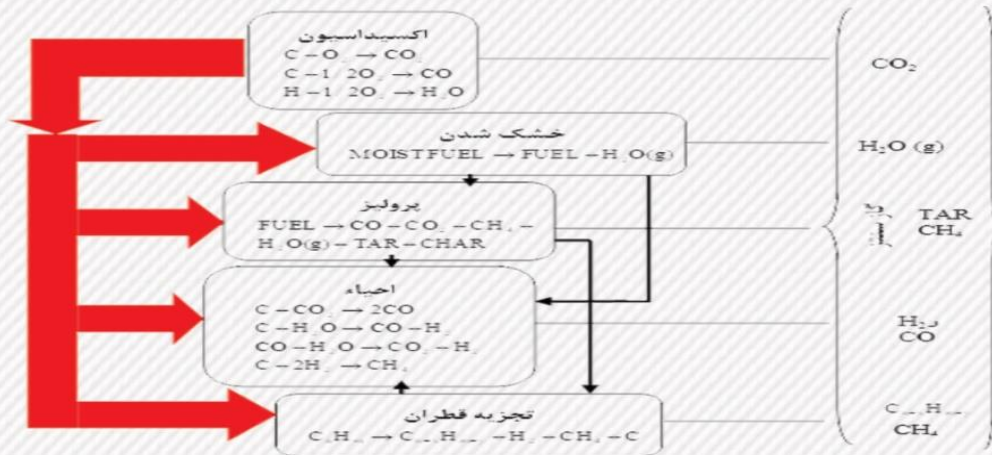 اکسیداسیون
C – O₂ → CO₂
C – 1/2O₂ → CO
H – 1/2O₂ → H₂O
خشک شدن
MOISTFUEL → FUEL – H₂O(g)
پرولیز
FUEL → CO – CO₂ – CH₄ –
H₂O(g) – TAR – CHAR
احیاء
C – CO₂ → 2CO
C – H₂O → CO – H₂
CO – H₂O → CO₂ – H₂
C – 2H₂ → CH₄
تجزیه قطران
→ – H₂ – CH₄ – C
CO₂
H₂O (g)
TAR
CH₄
H₂
CO
CH₄